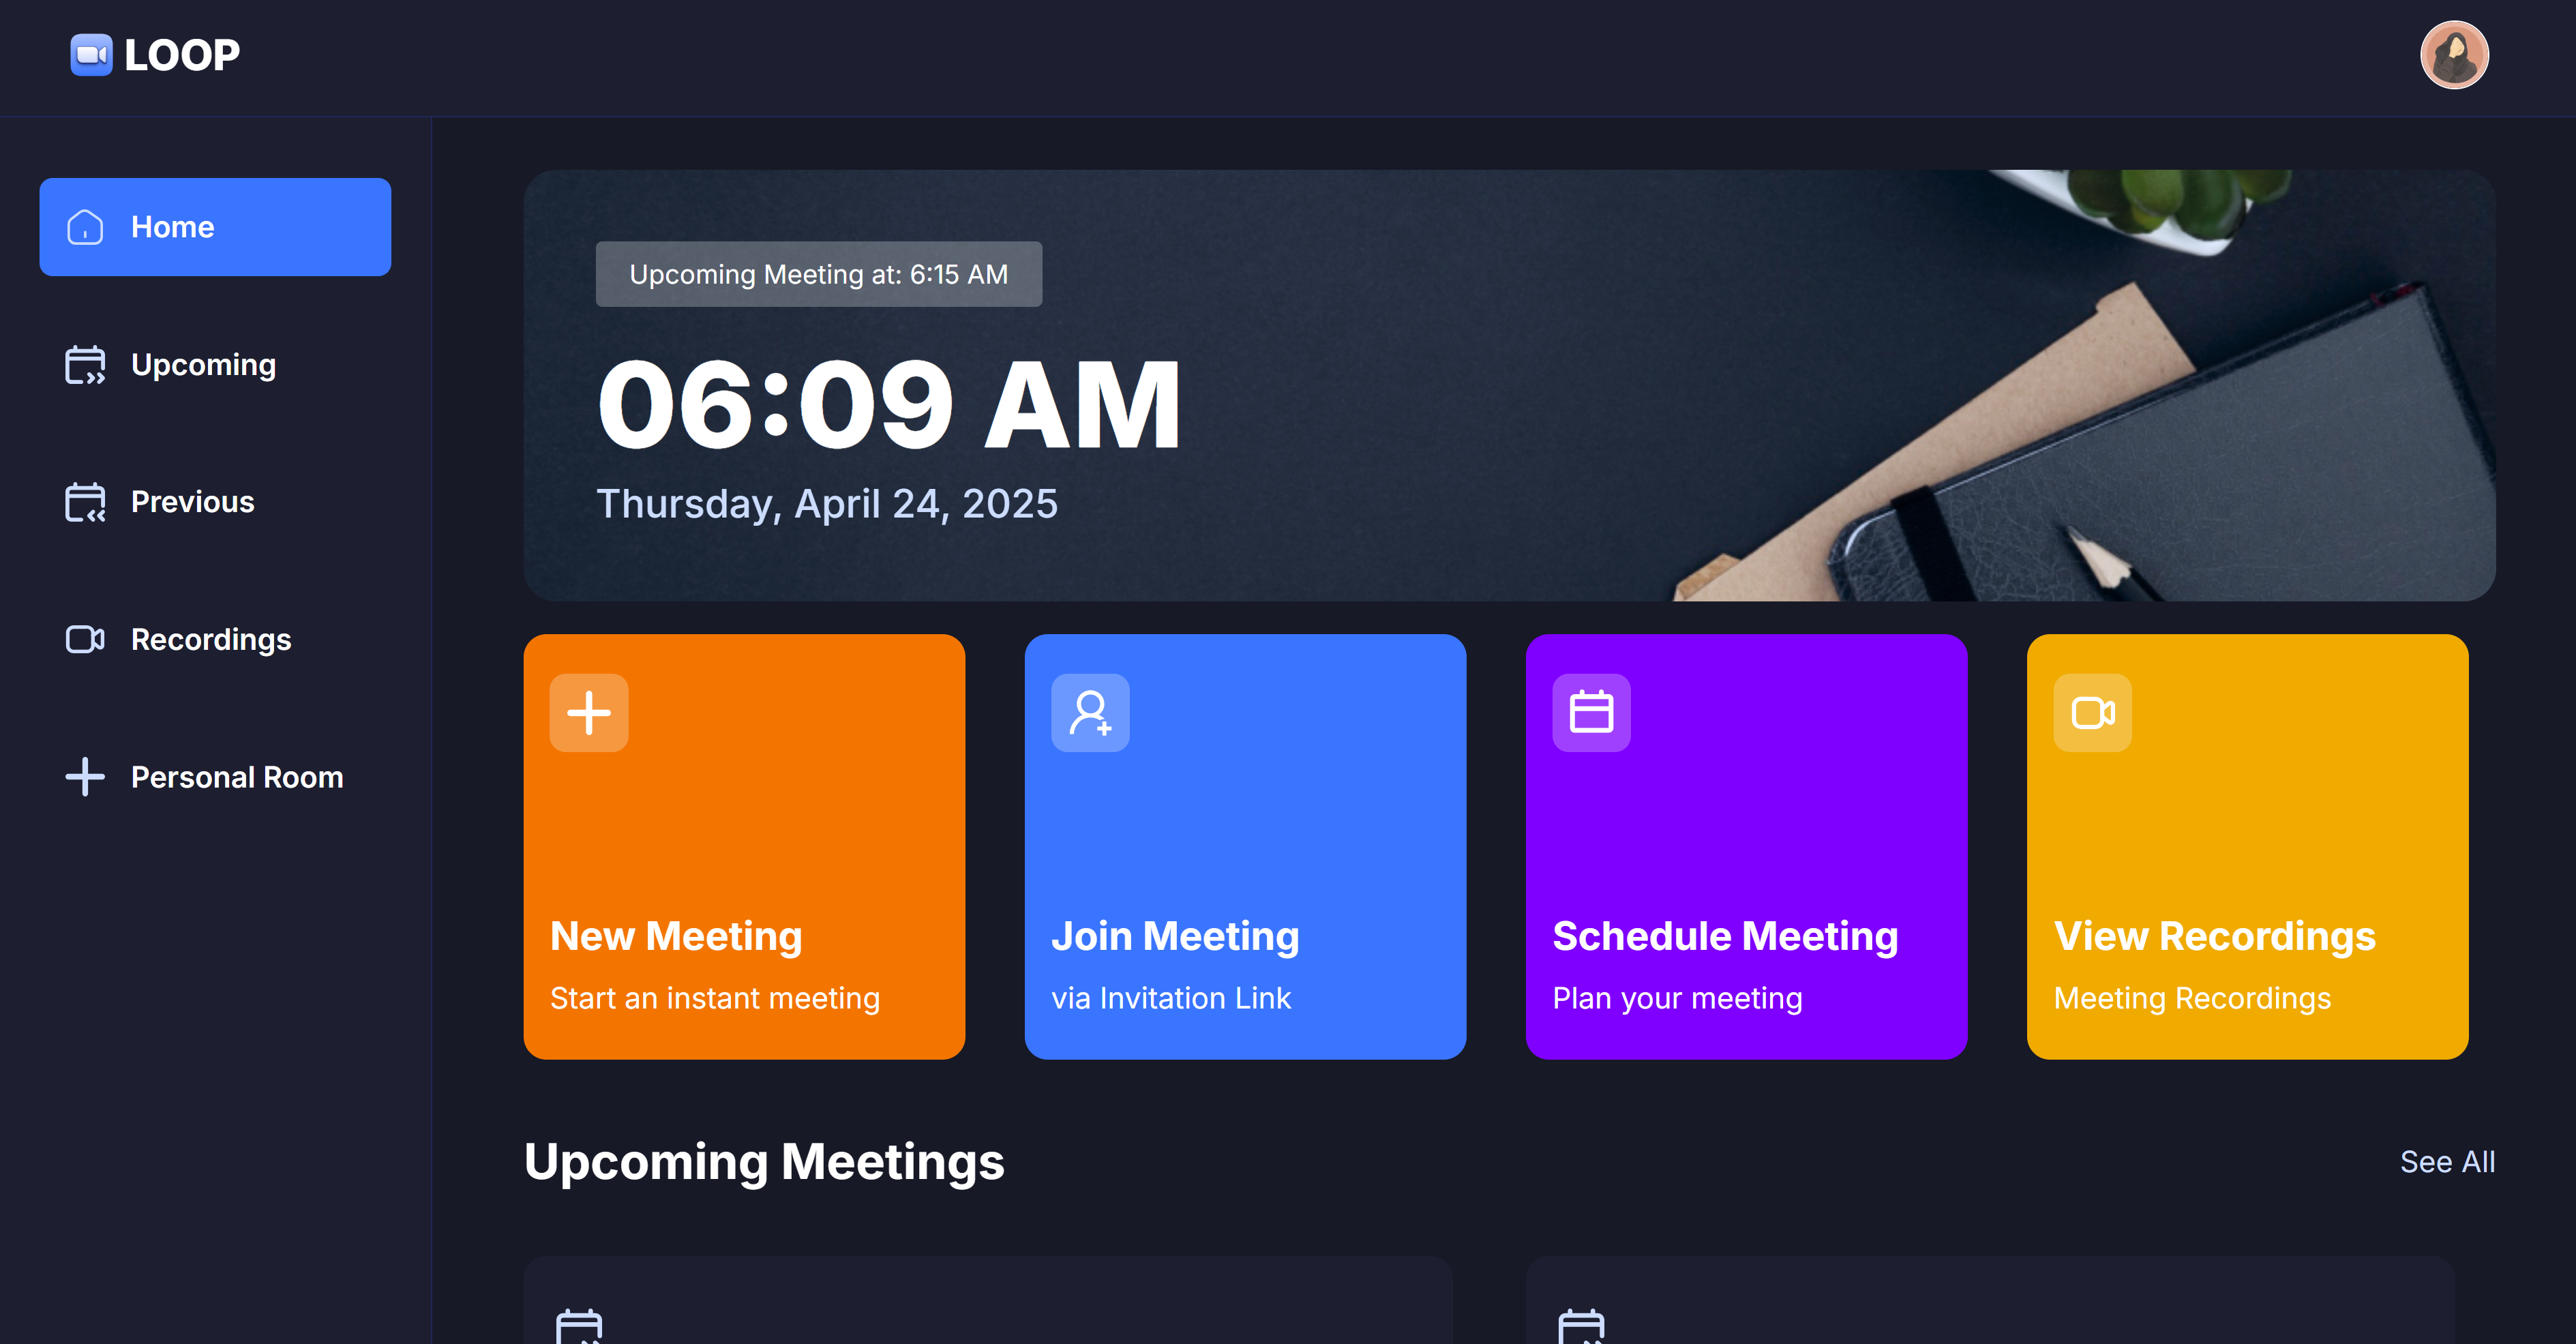 LOOP
Home
Upcoming
Previous
Recordings
Personal Room
Upcoming Meeting at: 6:15 AM
06:09 AM
Thursday, April 24, 2025
New Meeting
Start an instant meeting
Join Meeting
via Invitation Link
Schedule Meeting
Plan your meeting
View Recordings
Meeting Recordings
Upcoming Meetings
See All